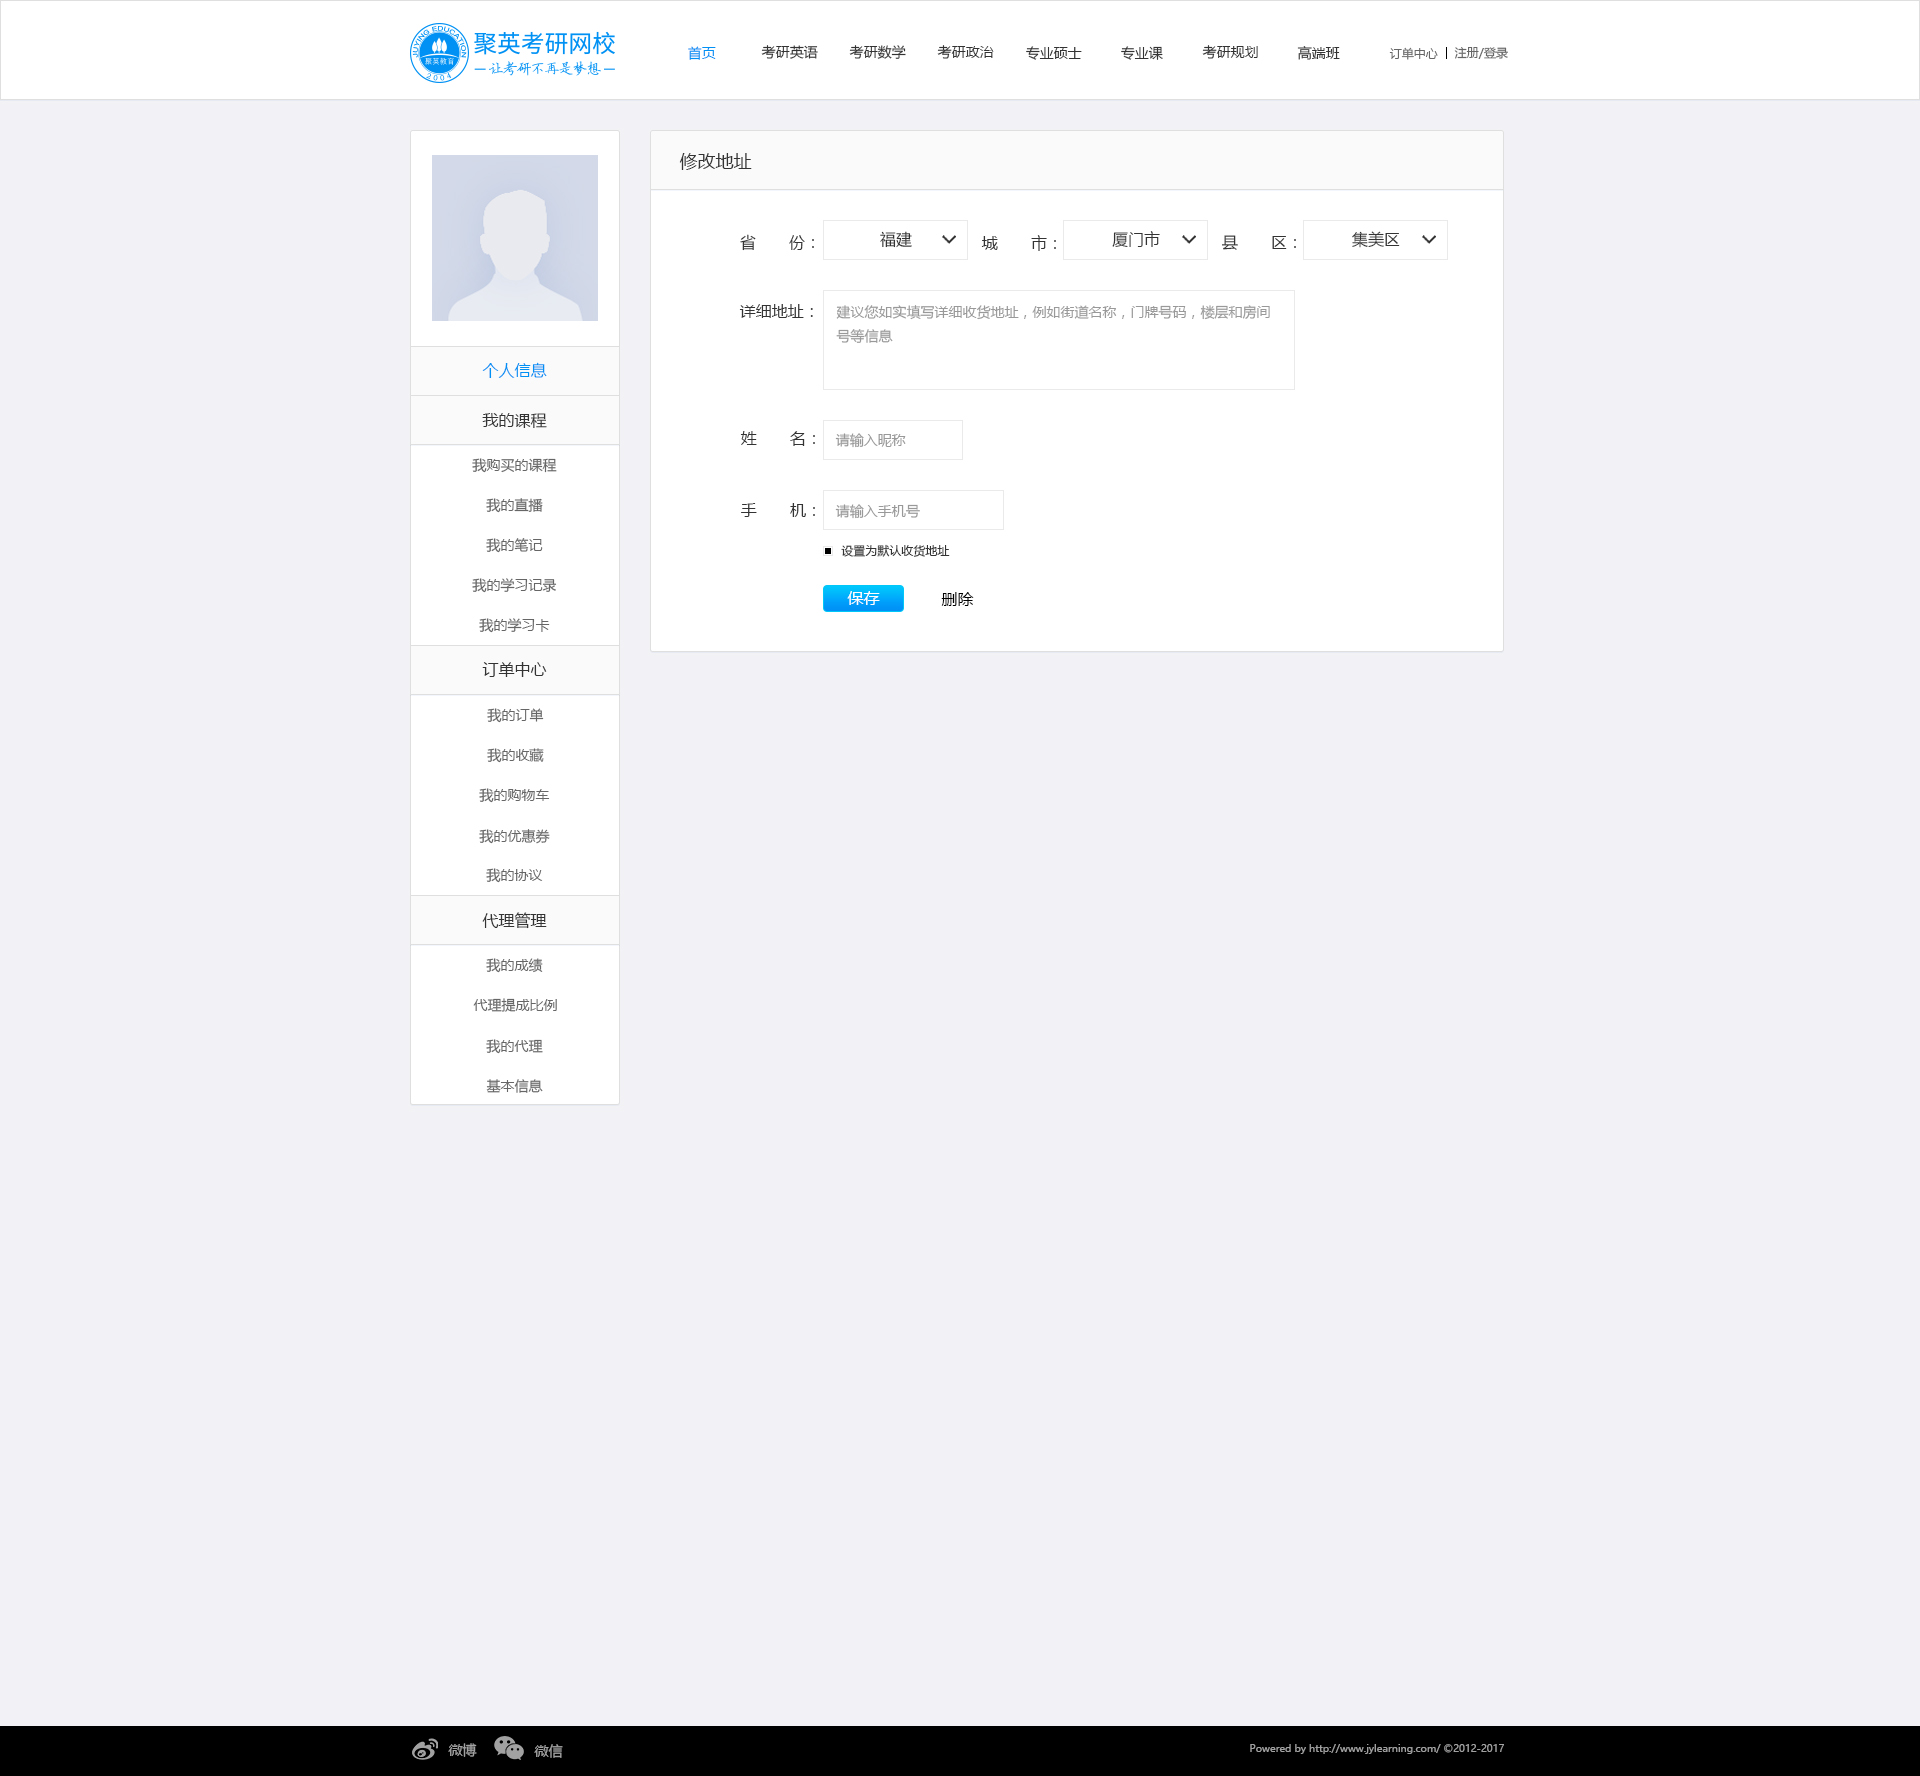 JUYING EDUCATION
聚英教育
2004
聚英考研网校
—让考研不再是梦想—
首页 考研英语 考研数学 考研政治 专业硕士 专业课 考研规划 高端班 订单中心 | 注册/登录
个人信息
我的课程
我购买的课程
我的直播
我的笔记
我的学习记录
我的学习卡
订单中心
我的订单
我的收藏
我的购物车
我的优惠券
我的协议
代理管理
我的成绩
代理提成比例
我的代理
基本信息
修改地址
省 份： 福建 城 市： 厦门市 县 区： 集美区
详细地址： 建议您如实填写详细收货地址，例如街道名称，门牌号码，楼层和房间
号等信息
姓 名： 请输入昵称
手 机： 请输入手机号
设置为默认收货地址
保存 删除
微博 微信 Powered by http://www.jylearning.com/ ©2012-2017